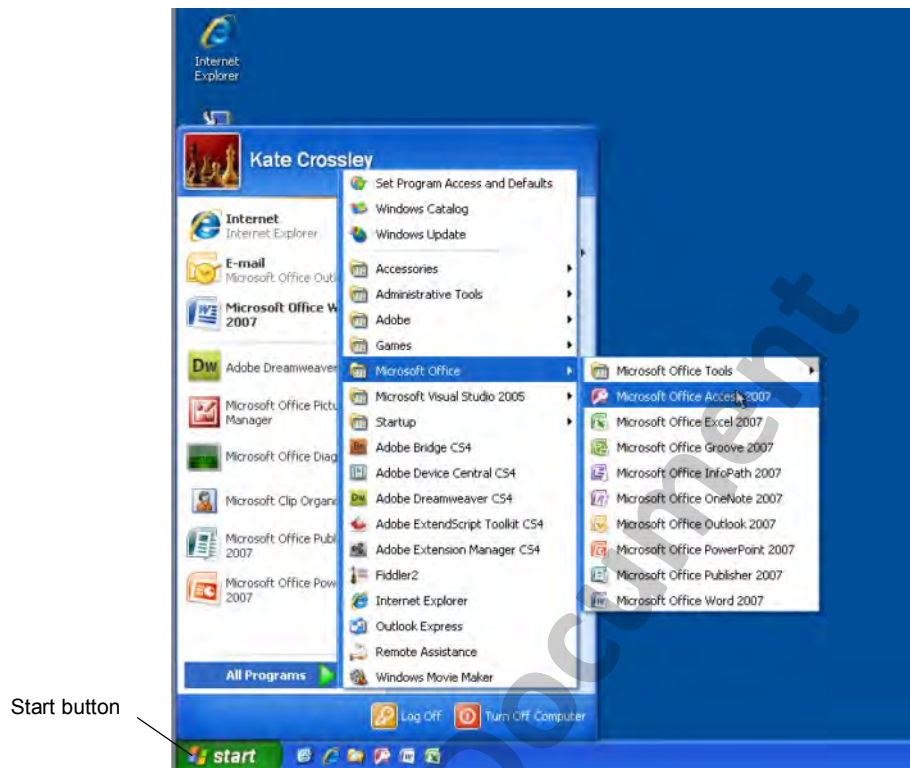 Internet
Explorer
Kate Crossley
Internet
Internet Explorer
E-mail
Microsoft Office Outl
Microsoft Office W
2007
Adobe Dreamweaver
Microsoft Office Pictu
Manager
Microsoft Office Diag
Microsoft Clip Organi
Microsoft Office Publ
2007
Microsoft Office Pow
2007
All Programs
Set Program Access and Defaults
Windows Catalog
Windows Update
Accessories
Administrative Tools
Adobe
Games
Microsoft Office
Microsoft Visual Studio 2005
Startup
Adobe Bridge CS4
Adobe Device Central CS4
Adobe Dreamweaver CS4
Adobe ExtendScript Toolkit CS4
Adobe Extension Manager CS4
Fiddler2
Internet Explorer
Outlook Express
Remote Assistance
Windows Movie Maker
Microsoft Office Tools
Microsoft Office Access 2007
Microsoft Office Excel 2007
Microsoft Office Groove 2007
Microsoft Office InfoPath 2007
Microsoft Office OneNote 2007
Microsoft Office Outlook 2007
Microsoft Office PowerPoint 2007
Microsoft Office Publisher 2007
Microsoft Office Word 2007
Log Off
Turn Off Computer
Start button
start
ocument